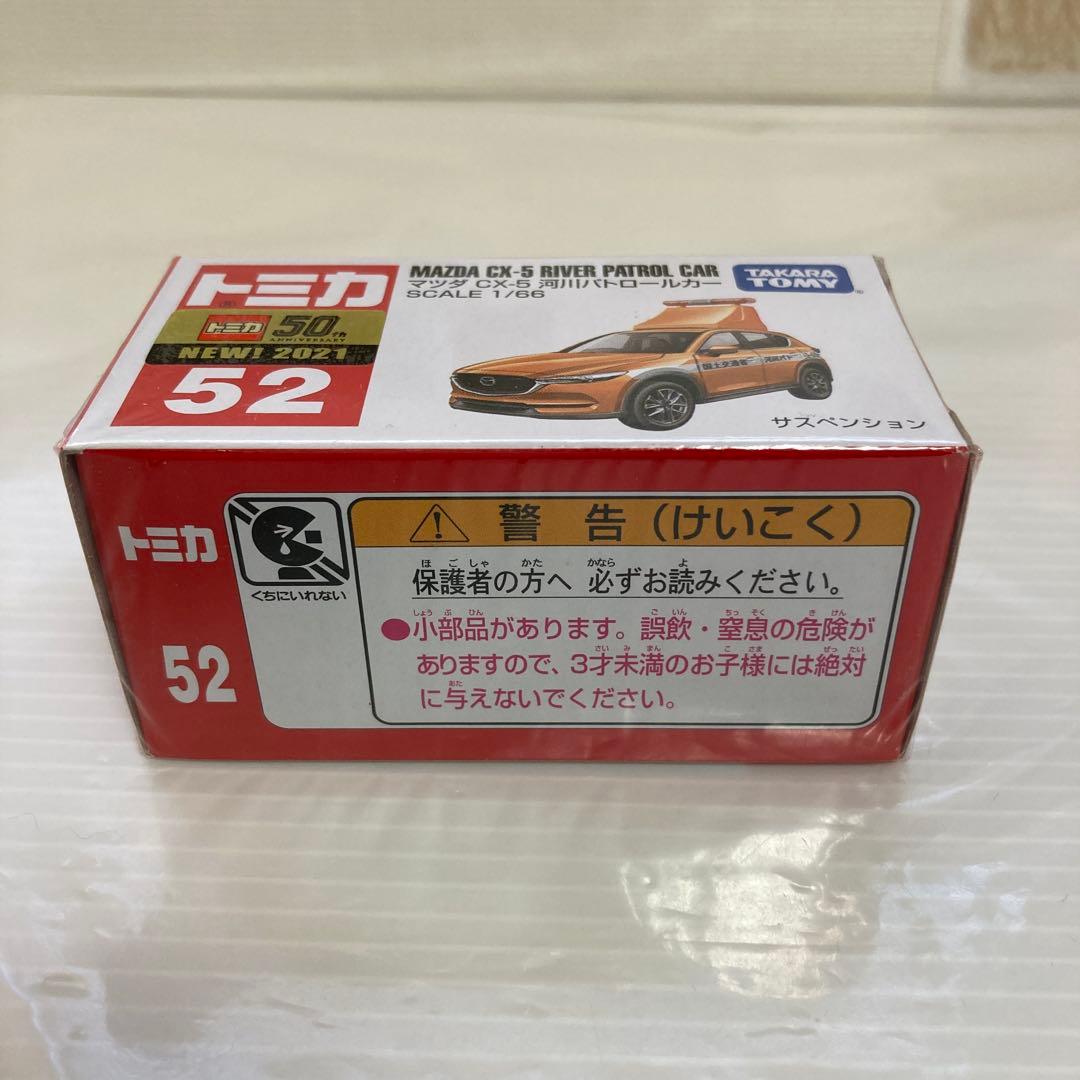 トミカ
トミカ 50th
ANNIVERSARY
NEW! 2021
52
MAZDA CX-5 RIVER PATROL CAR
マツダ CX-5 河川パトロールカー
SCALE 1/66
TAKARA
TOMY
国土交通省
サスペンション
トミカ
52
くちにいれない
警告(けいこく)
保護者の方へ 必ずお読みください。
●小部品があります。誤飲・窒息の危険が
ありますので、3才未満のお子様には絶対
に与えないでください。